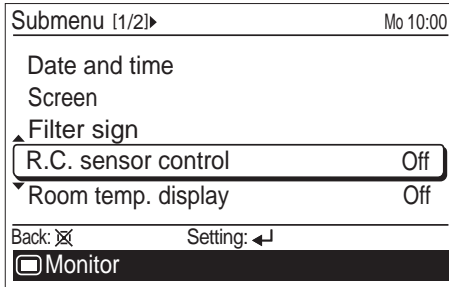 Submenu [1/2] Mo 10:00
Date and time
Screen
Filter sign
R.C. sensor control Off
Room temp. display Off
Back: Setting:
Monitor